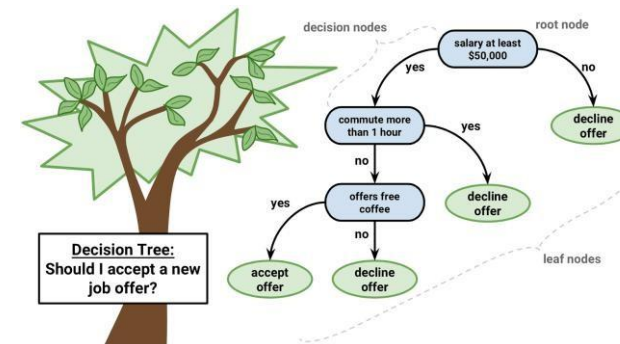 decision nodes
root node
salary at least
$50,000
yes
no
commute more
than 1 hour
decline
offer
yes
no
offers free
coffee
decline
offer
yes
no
leaf nodes
Decision Tree:
Should I accept a new
job offer?
accept
offer
decline
offer